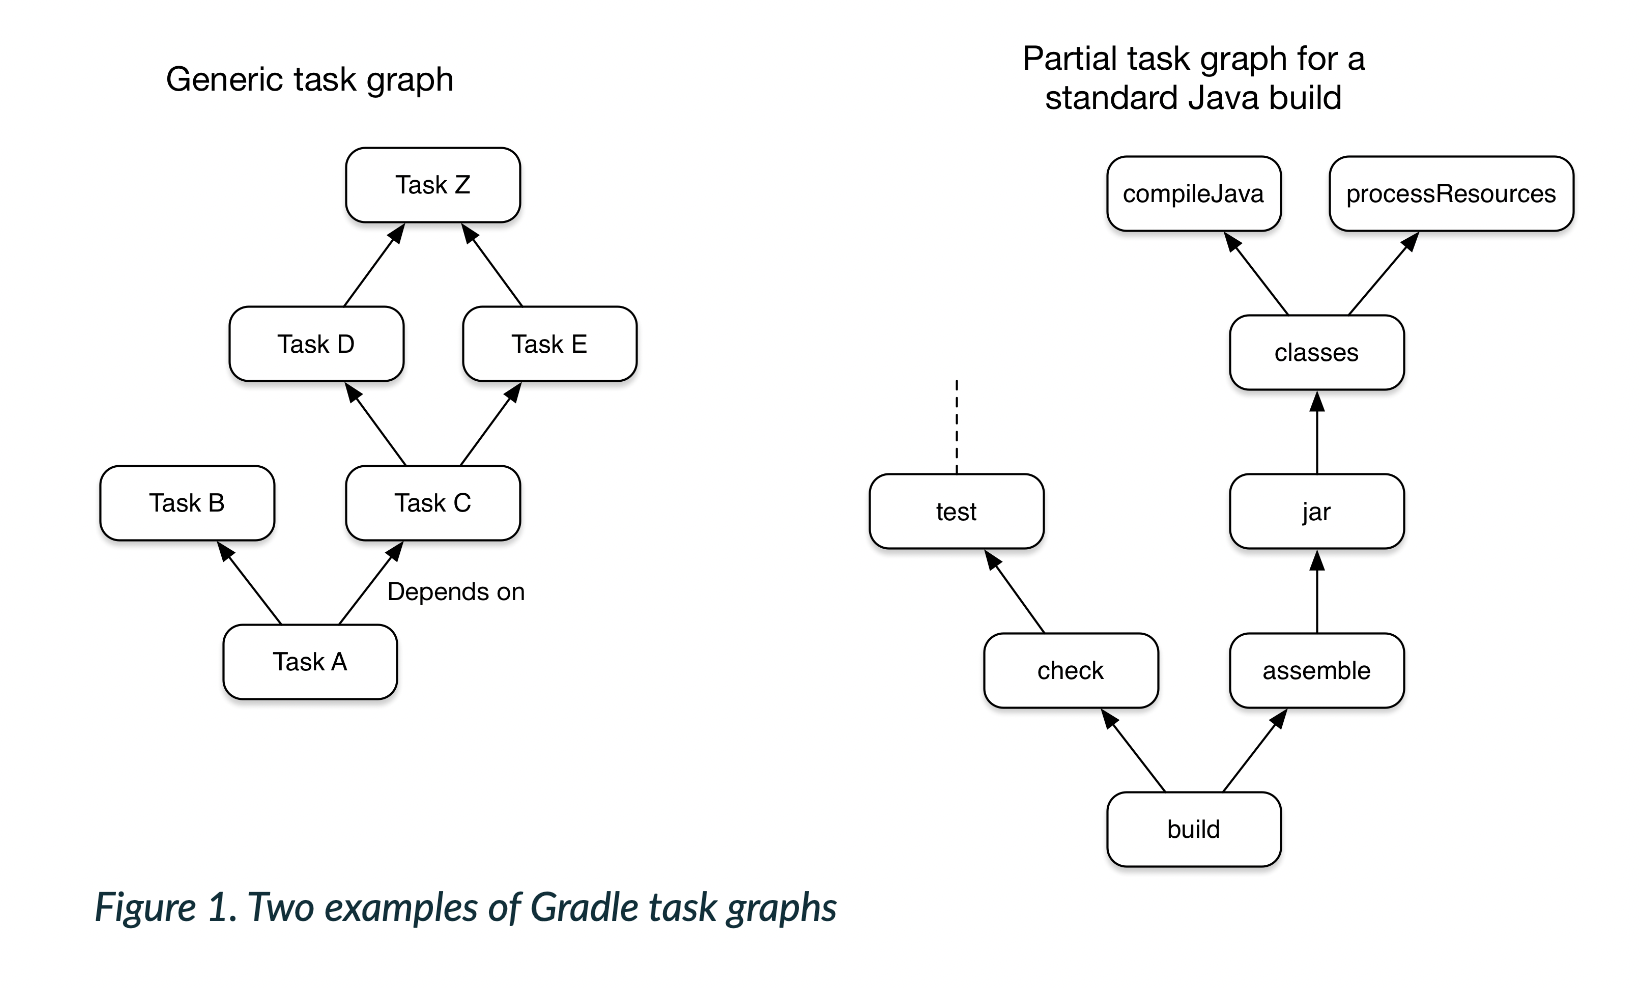 Generic task graph
Task Z
Task D
Task E
Task B
Task C
Depends on
Task A
Partial task graph for a
standard Java build
compileJava
processResources
classes
test
jar
check
assemble
build
Figure 1. Two examples of Gradle task graphs